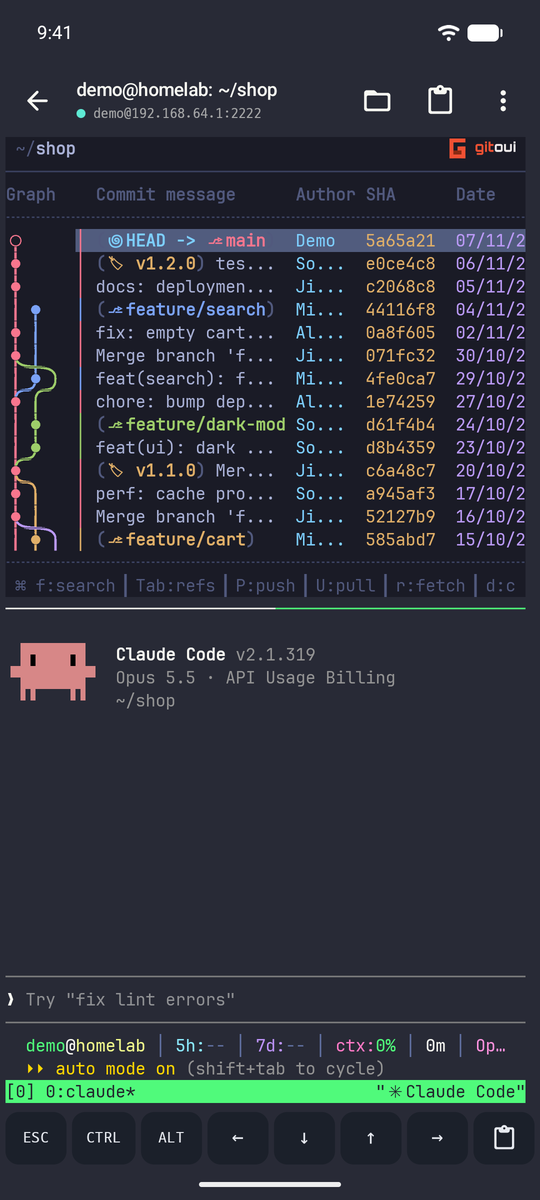 9:41
demo@homelab: ~/shop
demo@192.168.64.1:2222
~/shop
gitoui
Graph Commit message Author SHA Date
HEAD -> main Demo 5a65a21 07/11/2
( v1.2.0) tes... So... e0ce4c8 06/11/2
docs: deploymen... Ji... c2068c8 05/11/2
(feature/search) Mi... 44116f8 04/11/2
fix: empty cart... Al... 0a8f605 02/11/2
Merge branch 'f... Ji... 071fc32 30/10/2
feat(search): f... Mi... 4fe0ca7 29/10/2
chore: bump dep... Al... 1e74259 27/10/2
(feature/dark-mod So... d61f4b4 24/10/2
feat(ui): dark ... So... d8b4359 23/10/2
( v1.1.0) Mer... Ji... c6a48c7 20/10/2
perf: cache pro... So... a945af3 17/10/2
Merge branch 'f... Ji... 52127b9 16/10/2
(feature/cart) Mi... 585abd7 15/10/2
⌘ f:search | Tab:refs | P:push | U:pull | r:fetch | d:c
Claude Code v2.1.319
Opus 5.5 · API Usage Billing
~/shop
❯ Try "fix lint errors"
demo@homelab | 5h:-- | 7d:-- | ctx:0% | 0m | Op…
⏵⏵ auto mode on (shift+tab to cycle)
[0] 0:claude* "✳ Claude Code"
ESC CTRL ALT ← ↓ ↑ →